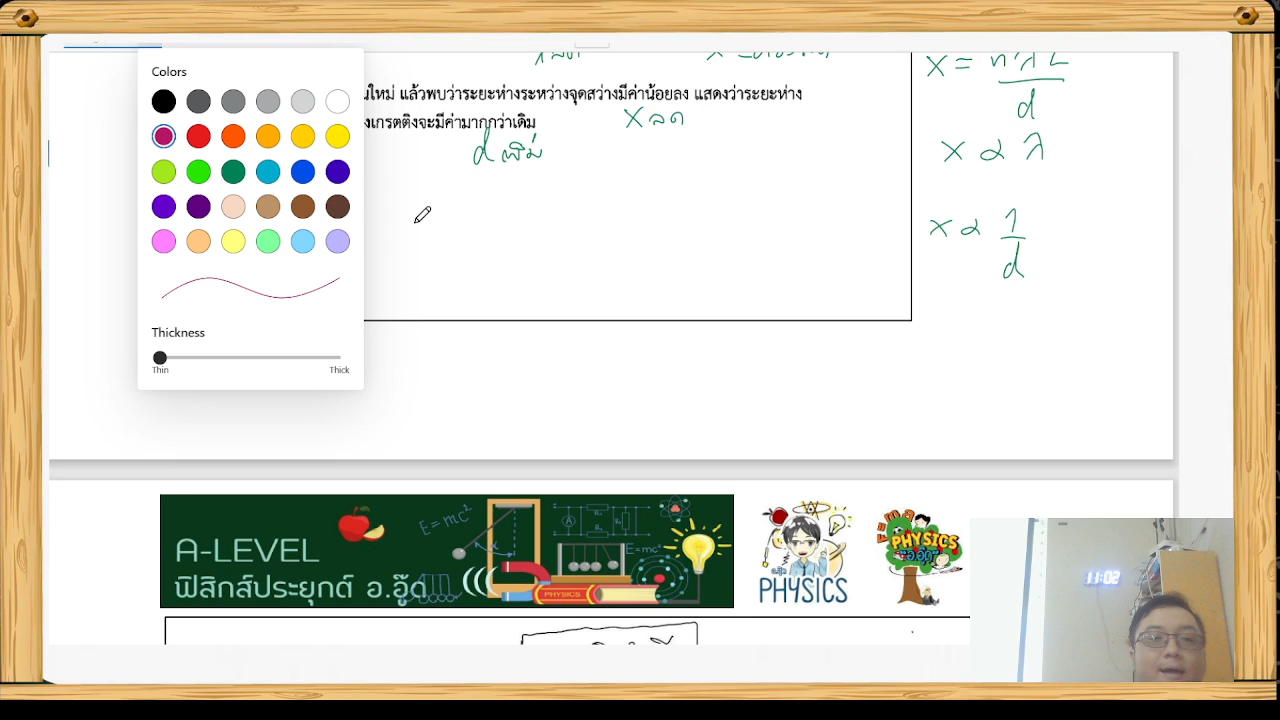 Colors
X = nλL
d
นใหม่ แล้วพบว่าระยะห่างระหว่างจุดสว่างมีค่าน้อยลง แสดงว่าระยะห่าง
X ลด
งเกรตติงจะมีค่ามากกว่าเดิม
d เพิ่ม
X α λ
X α 1
d
Thickness
Thin
Thick
E=mc²
A-LEVEL
ฟิสิกส์ประยุกต์ อ.อู๊ด
E=mc²
PHYSICS
PHYSICS
PHYSICS
11:02